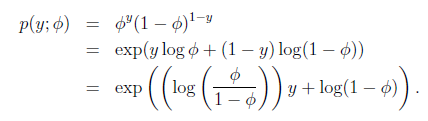 p(y; φ) = φ^y(1 − φ)^{1−y}
= exp(y log φ + (1 − y) log(1 − φ))
= exp((log(φ/(1 − φ))) y + log(1 − φ)).